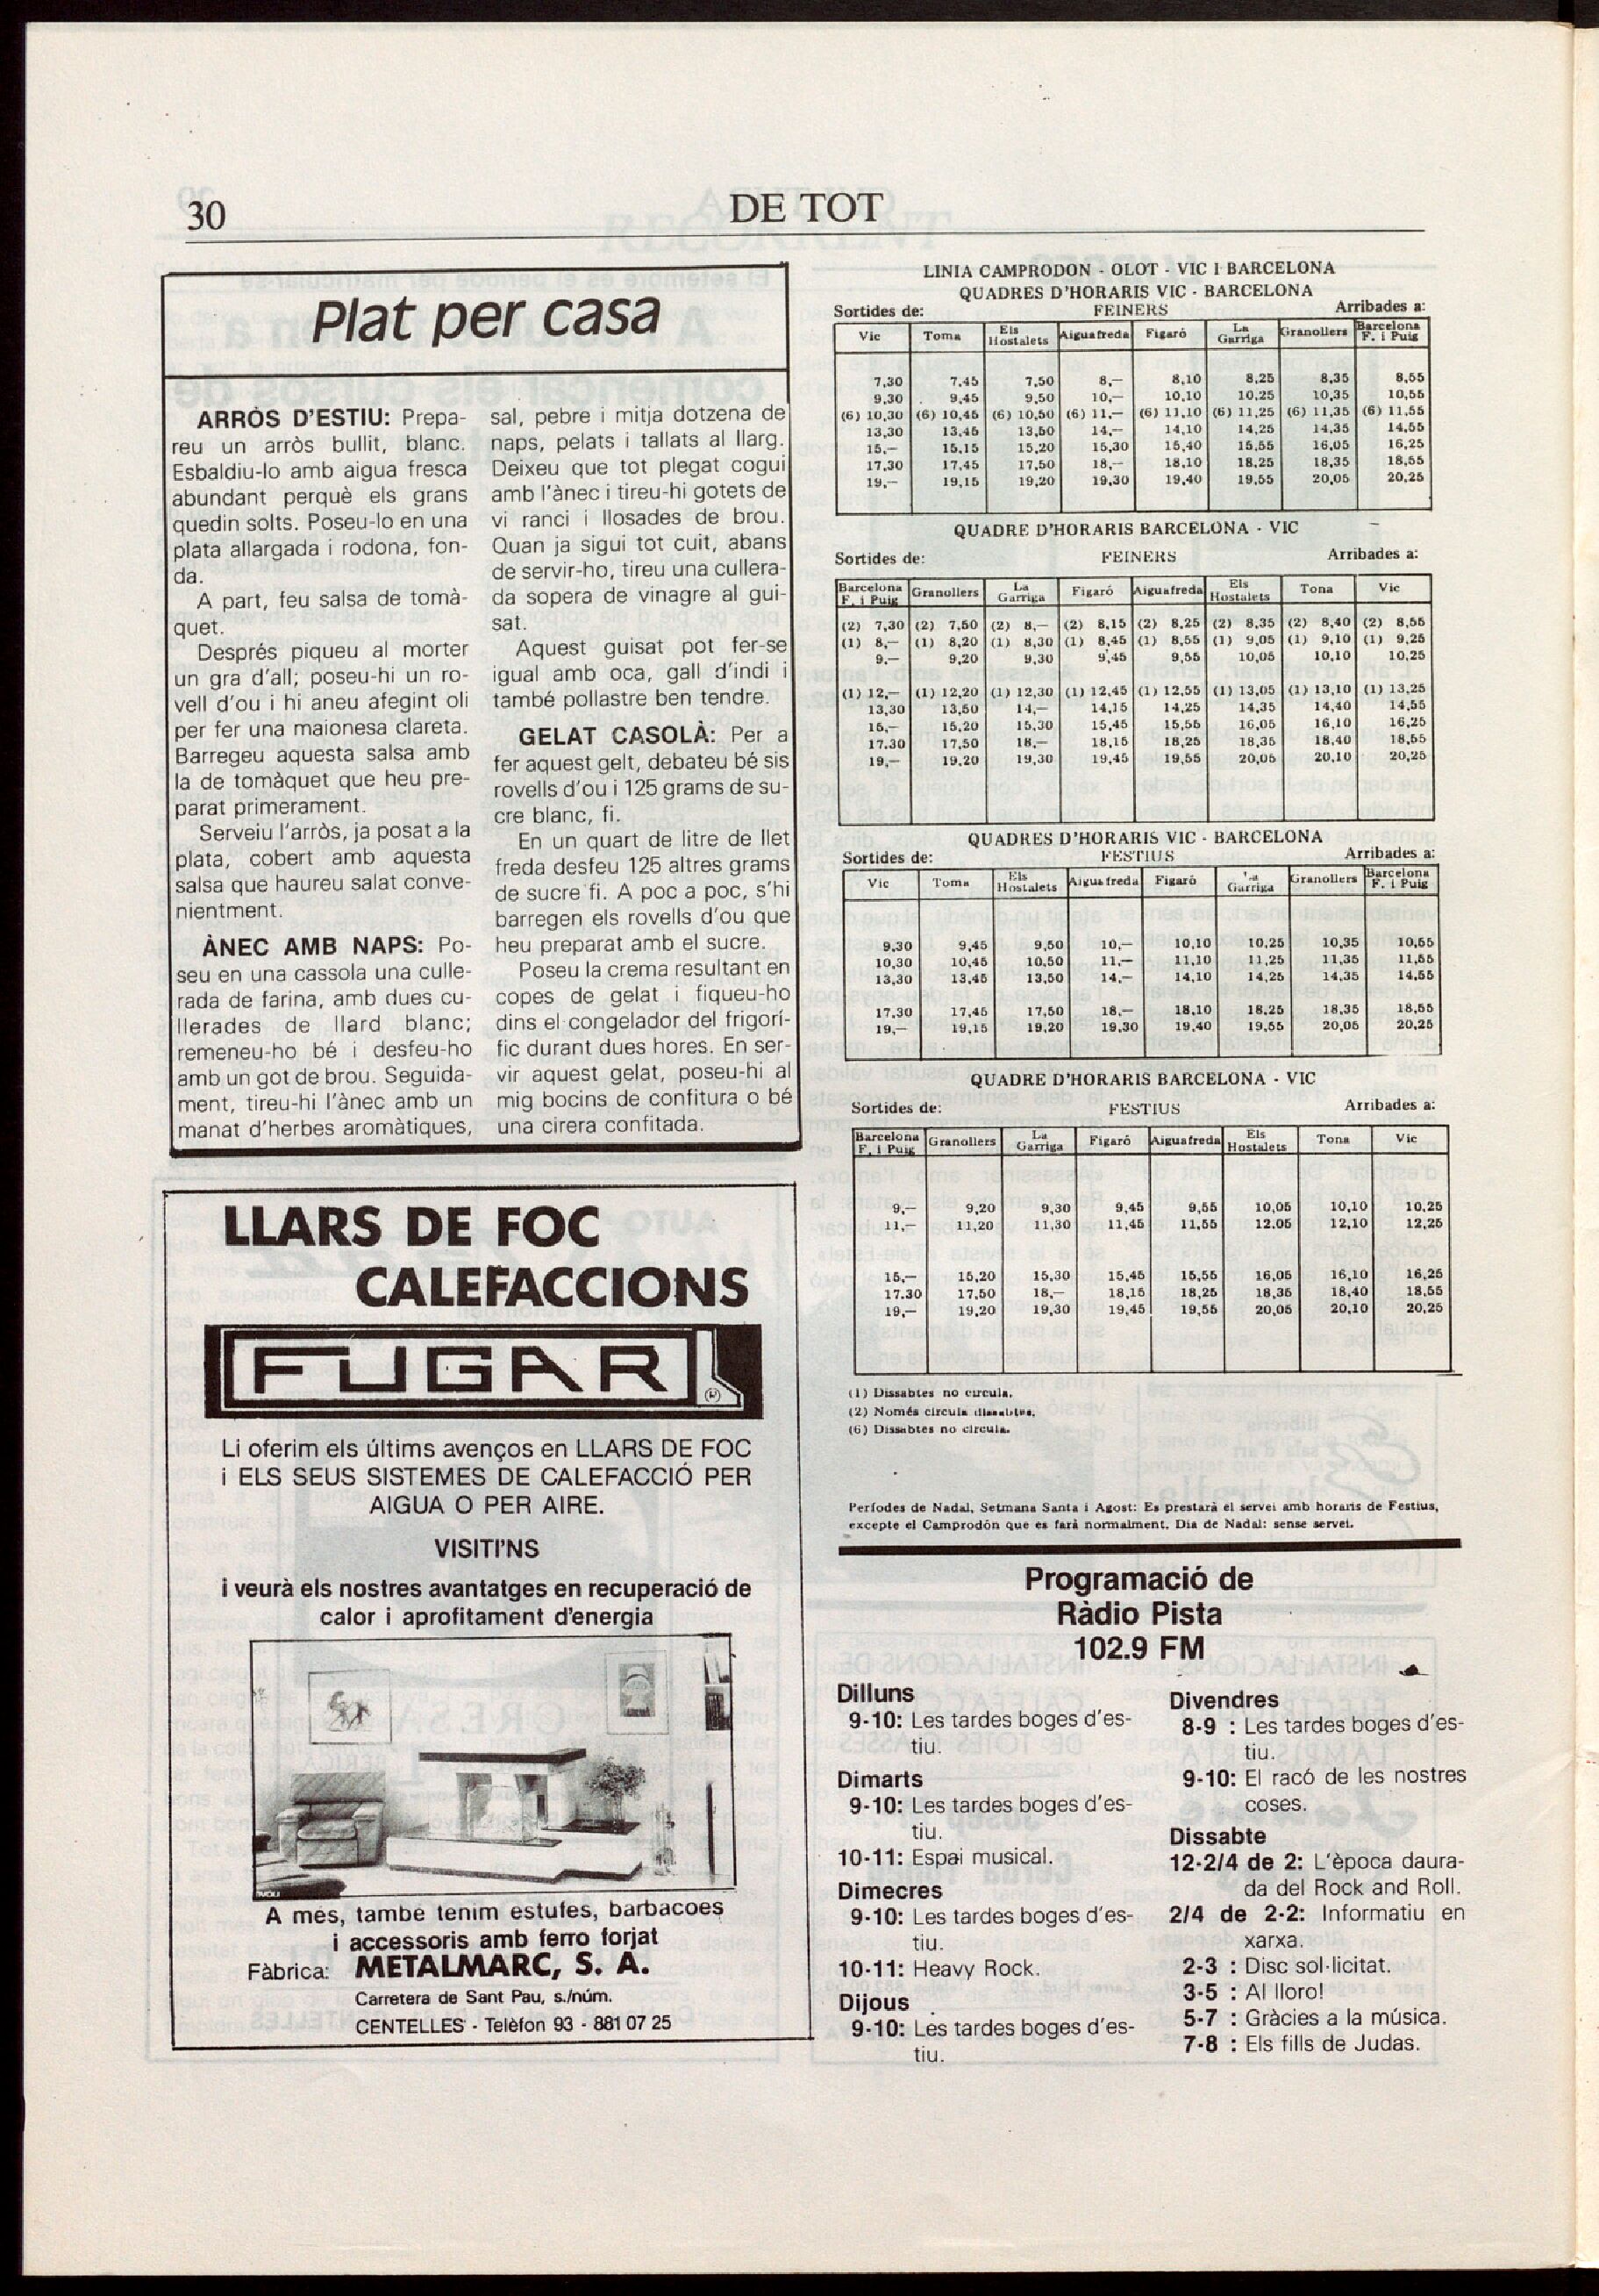 30
DE TOT
Plat per casa
ARRÒS D'ESTIU: Prepa-
reu un arròs bullit, blanc.
Esbaldiu-lo amb aigua fresca
abundant perquè els grans
quedin solts. Poseu-lo en una
plata allargada i rodona, fon-
da.
A part, feu salsa de tomà-
quet.
Després piqueu al morter
un gra d'all; poseu-hi un ro-
vell d'ou i hi aneu afegint oli
per fer una maionesa clareta.
Barregeu aquesta salsa amb
la de tomàquet que heu pre-
parat primerament.
Serveiu l'arròs, ja posat a la
plata, cobert amb aquesta
salsa que haureu salat conve-
nientment.
ÀNEC AMB NAPS: Po-
seu en una cassola una culle-
rada de farina, amb dues cu-
llerades de llard blanc;
remeneu-ho bé i desfeu-ho
amb un got de brou. Seguida-
ment, tireu-hi l'ànec amb un
manat d'herbes aromàtiques,
sal, pebre i mitja dotzena de
naps, pelats i tallats al llarg.
Deixeu que tot plegat cogui
amb l'ànec i tireu-hi gotets de
vi ranci i llosades de brou.
Quan ja sigui tot cuit, abans
de servir-ho, tireu una cullera-
da sopera de vinagre al gui-
sat.
Aquest guisat pot fer-se
igual amb oca, gall d'indi i
també pollastre ben tendre.
GELAT CASOLÀ: Per a
fer aquest gelt, debateu bé sis
rovells d'ou i 125 grams de su-
cre blanc, fi.
En un quart de litre de llet
freda desfeu 125 altres grams
de sucre fi. A poc a poc, s'hi
barregen els rovells d'ou que
heu preparat amb el sucre.
Poseu la crema resultant en
copes de gelat i fiqueu-ho
dins el congelador del frigorí-
fic durant dues hores. En ser-
vir aquest gelat, poseu-hi al
mig bocins de confitura o bé
una cirera confitada.
LLARS DE FOC
CALEFACCIONS
FUGAR
Li oferim els últims avenços en LLARS DE FOC
i ELS SEUS SISTEMES DE CALEFACCIÓ PER
AIGUA O PER AIRE.
VISITI'NS
i veurà els nostres avantatges en recuperació de
calor i aprofitament d'energia
A més, també tenim estufes, barbacoes
i accessoris amb ferro forjat
Fàbrica: METALMARC, S. A.
Carretera de Sant Pau, s./núm.
CENTELLES - Telèfon 93 - 881 07 25
LINIA CAMPRODON - OLOT - VIC I BARCELONA
QUADRES D'HORARIS VIC - BARCELONA
Sortides de: FEINERS Arribades a:
Vic Toma Els Hostalets Aiguafreda Figaró La Garriga Granollers Barcelona F. i Puig
7,30 7,45 7,50 8,— 8,10 8,25 8,35 8,55
9,30 9,45 9,50 10,— 10,10 10,25 10,35 10,55
(6) 10,30 (6) 10,45 (6) 10,50 (6) 11,— (6) 11,10 (6) 11,25 (6) 11,35 (6) 11,55
13,30 13,45 13,50 14,— 14,10 14,25 14,35 14,55
15,— 15,15 15,20 15,30 15,40 15,55 16,05 16,25
17,30 17,45 17,50 18,— 18,10 18,25 18,35 18,55
19,— 19,15 19,20 19,30 19,40 19,55 20,05 20,25
QUADRE D'HORARIS BARCELONA - VIC
Sortides de: FEINERS Arribades a:
Barcelona F. i Puig Granollers La Garriga Figaró Aiguafreda Els Hostalets Tona Vic
(2) 7,30 (2) 7,50 (2) 8,— (2) 8,15 (2) 8,25 (2) 8,35 (2) 8,40 (2) 8,55
(1) 8,— (1) 8,20 (1) 8,30 (1) 8,45 (1) 8,55 (1) 9,05 (1) 9,10 (1) 9,25
9,— 9,20 9,30 9,45 9,55 10,05 10,10 10,25
(1) 12,— (1) 12,20 (1) 12,30 (1) 12,45 (1) 12,55 (1) 13,05 (1) 13,10 (1) 13,25
13,30 13,50 14,— 14,15 14,25 14,35 14,40 14,55
15,— 15,20 15,30 15,45 15,55 16,05 16,10 16,25
17.30 17,50 18,— 18,15 18,25 18,35 18,40 18,55
19,— 19,20 19,30 19,45 19,55 20,05 20,10 20,25
QUADRES D'HORARIS VIC - BARCELONA
Sortides de: FESTIUS Arribades a:
Vic Toma Els Hostalets Aiguafreda Figaró La Garriga Granollers Barcelona F. i Puig
9,30 9,45 9,50 10,— 10,10 10,25 10,35 10,55
10,30 10,45 10,50 11,— 11,10 11,25 11,35 11,55
13,30 13,45 13,50 14,— 14,10 14,25 14,35 14,55
17,30 17,45 17,50 18,— 18,10 18,25 18,35 18,55
19,— 19,15 19,20 19,30 19,40 19,55 20,05 20,25
QUADRE D'HORARIS BARCELONA - VIC
Sortides de: FESTIUS Arribades a:
Barcelona F. i Puig Granollers La Garriga Figaró Aiguafreda Els Hostalets Tona Vic
9,— 9,20 9,30 9,45 9,55 10,05 10,10 10,25
11,— 11,20 11,30 11,45 11,55 12.05 12,10 12,25
15,— 15,20 15,30 15,45 15,55 16,05 16,10 16,25
17.30 17,50 18,— 18,15 18,25 18,35 18,40 18,55
19,— 19,20 19,30 19,45 19,55 20,05 20,10 20,25
(1) Dissabtes no circula.
(2) Només circula dissabtes.
(6) Dissabtes no circula.
Períodes de Nadal, Setmana Santa i Agost: Es prestarà el servei amb horaris de Festius,
excepte el Camprodón que es farà normalment. Dia de Nadal: sense servei.
Programació de
Ràdio Pista
102.9 FM
Dilluns
9-10: Les tardes boges d'es-
tiu.
Dimarts
9-10: Les tardes boges d'es-
tiu.
10-11: Espai musical.
Dimecres
9-10: Les tardes boges d'es-
tiu.
10-11: Heavy Rock.
Dijous
9-10: Les tardes boges d'es-
tiu.
Divendres
8-9 : Les tardes boges d'es-
tiu.
9-10: El racó de les nostres
coses.
Dissabte
12-2/4 de 2: L'època daura-
da del Rock and Roll.
2/4 de 2-2: Informatiu en
xarxa.
2-3 : Disc sol·licitat.
3-5 : Al lloro!
5-7 : Gràcies a la música.
7-8 : Els fills de Judas.